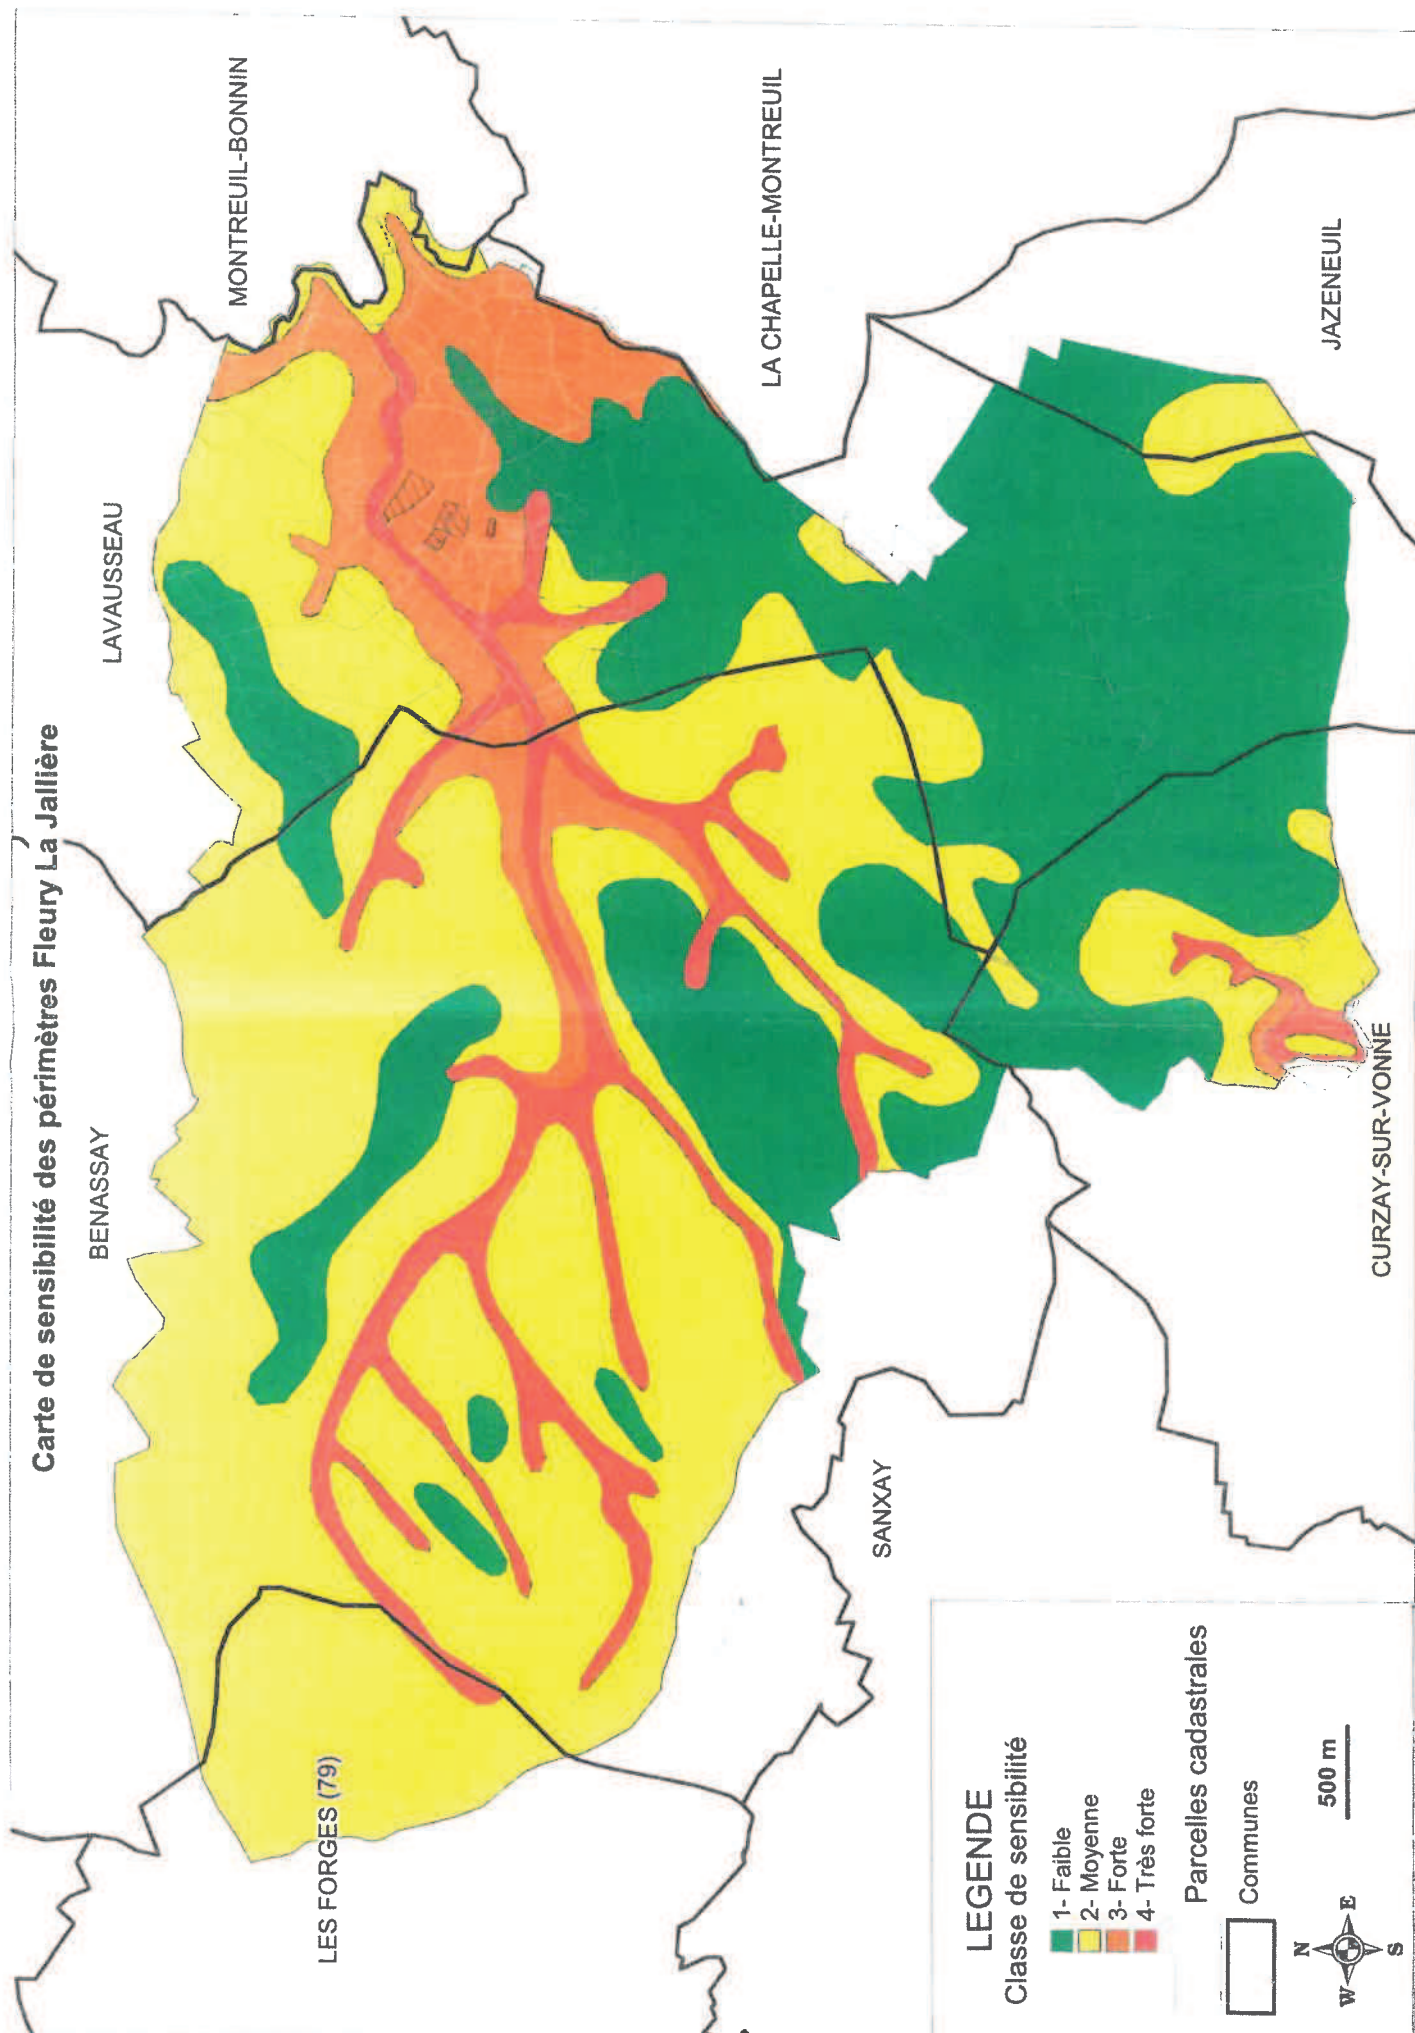 Carte de sensibilité des périmètres Fleury La Jallière
MONTREUIL-BONNIN
LAVAUSSEAU
BENASSAY
LES FORGES (79)
LA CHAPELLE-MONTREUIL
JAZENEUIL
SANXAY
CURZAY-SUR-VONNE
LEGENDE
Classe de sensibilité
1- Faible
2- Moyenne
3- Forte
4- Très forte
Parcelles cadastrales
Communes
N
W E
S
500 m